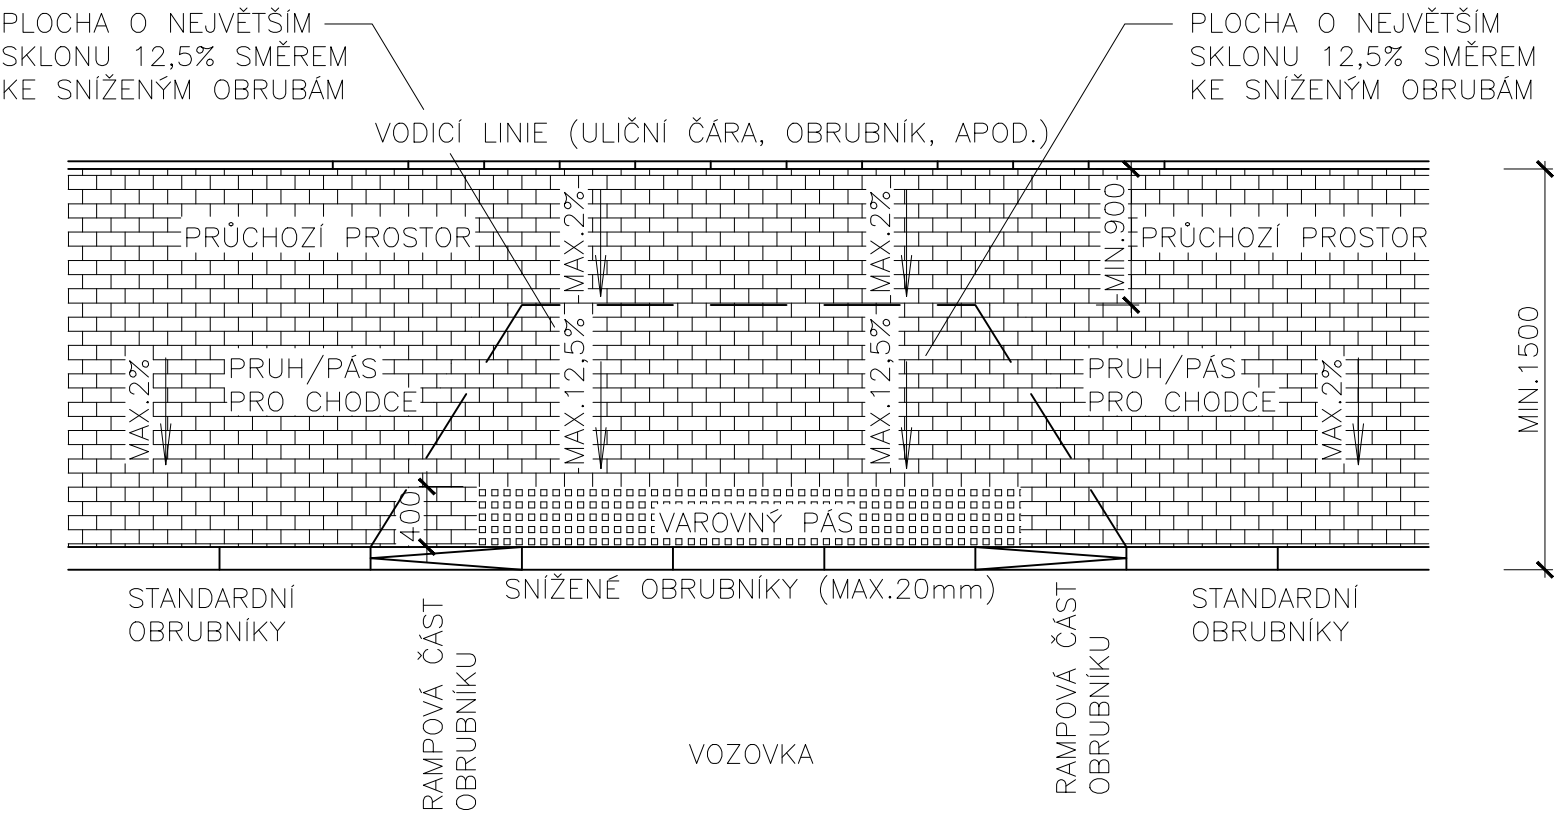 PLOCHA O NEJVĚTŠÍM
SKLONU 12,5% SMĚREM
KE SNÍŽENÝM OBRUBÁM
PLOCHA O NEJVĚTŠÍM
SKLONU 12,5% SMĚREM
KE SNÍŽENÝM OBRUBÁM
VODICÍ LINIE (ULIČNÍ ČÁRA, OBRUBNÍK, APOD.)
PRŮCHOZÍ PROSTOR
MAX.2%
MAX.2%
MIN.900
PRŮCHOZÍ PROSTOR
MIN.1500
MAX.2%
PRUH/PÁS
PRO CHODCE
MAX.12,5%
MAX.12,5%
PRUH/PÁS
PRO CHODCE
MAX.2%
400
VAROVNÝ PÁS
STANDARDNÍ
OBRUBNÍKY
SNÍŽENÉ OBRUBNÍKY (MAX.20mm)
STANDARDNÍ
OBRUBNÍKY
RAMPOVÁ ČÁST
OBRUBNÍKU
RAMPOVÁ ČÁST
OBRUBNÍKU
VOZOVKA